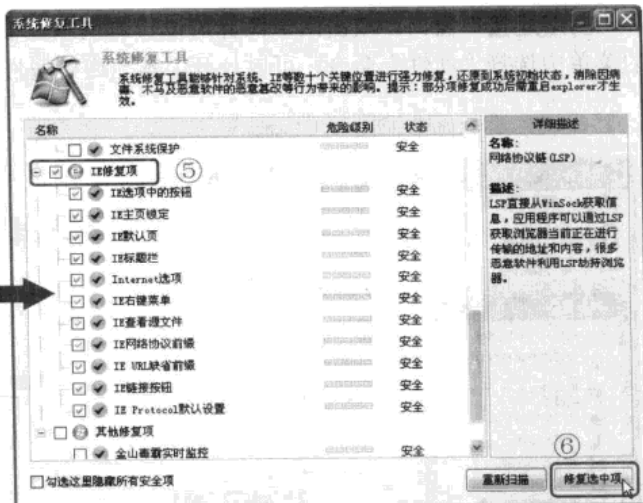 系统修复工具
系统修复工具
系统修复工具能够针对系统、IE等数十个关键位置进行强力修复，还原到系统初始状态，清除因病
毒、木马及恶意软件的恶意篡改等行为带来的影响。提示：部分项修复成功后需重启explorer才生
效。
名称 危险级别 状态
文件系统保护 安全
IE修复项 ⑤
IE选项中的按钮 安全
IE主页锁定 安全
IE默认页 安全
IE标题栏 安全
Internet选项 安全
IE右键菜单 安全
IE查看源文件 安全
IE网络协议前缀 安全
IE URL缺省前缀 安全
IE链接按钮 安全
IE Protocol默认设置 安全
其他修复项
金山毒霸实时监控 安全
详细描述
名称：
网络协议链(LSP)
描述：
LSP直接从WinSock获取信
息，应用程序可以通过LSP
获取浏览器当前正在进行
传输的地址和内容，很多
恶意软件利用LSP劫持浏览
器。
⑥
勾选这里隐藏所有安全项 重新扫描 修复选中项